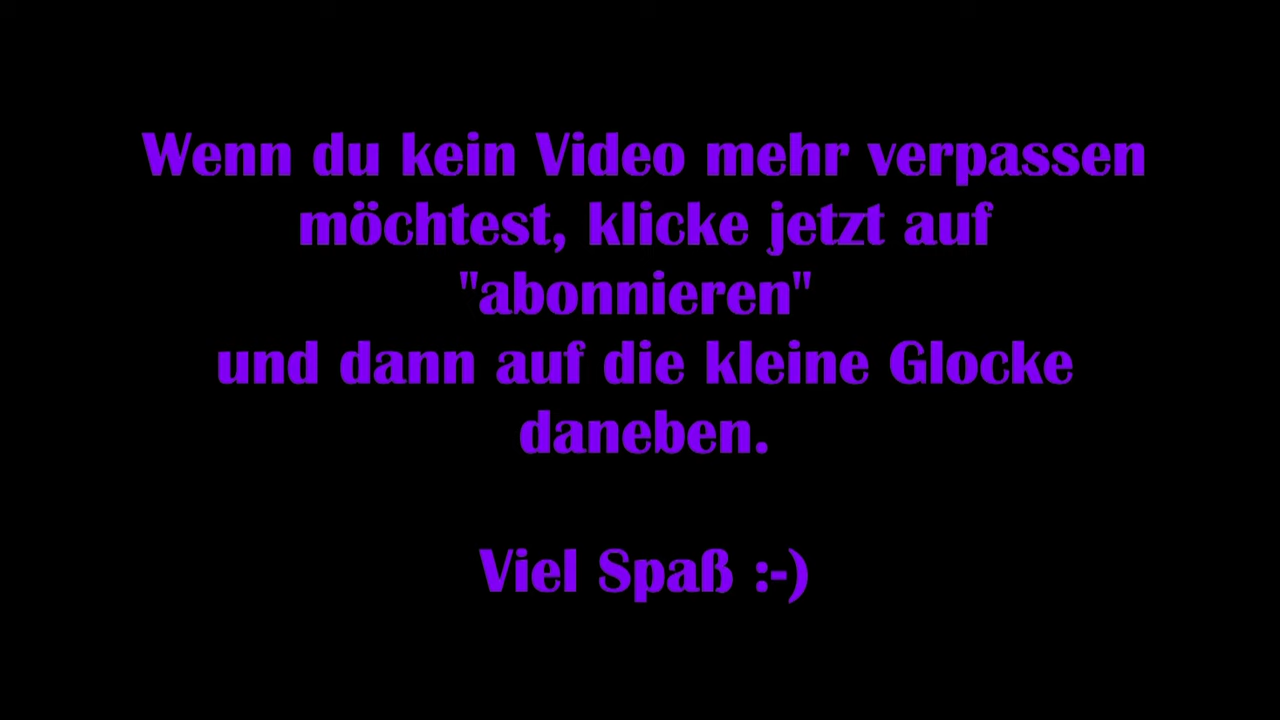 Wenn du kein Video mehr verpassen
möchtest, klicke jetzt auf
"abonnieren"
und dann auf die kleine Glocke
daneben.
Viel Spaß :-)